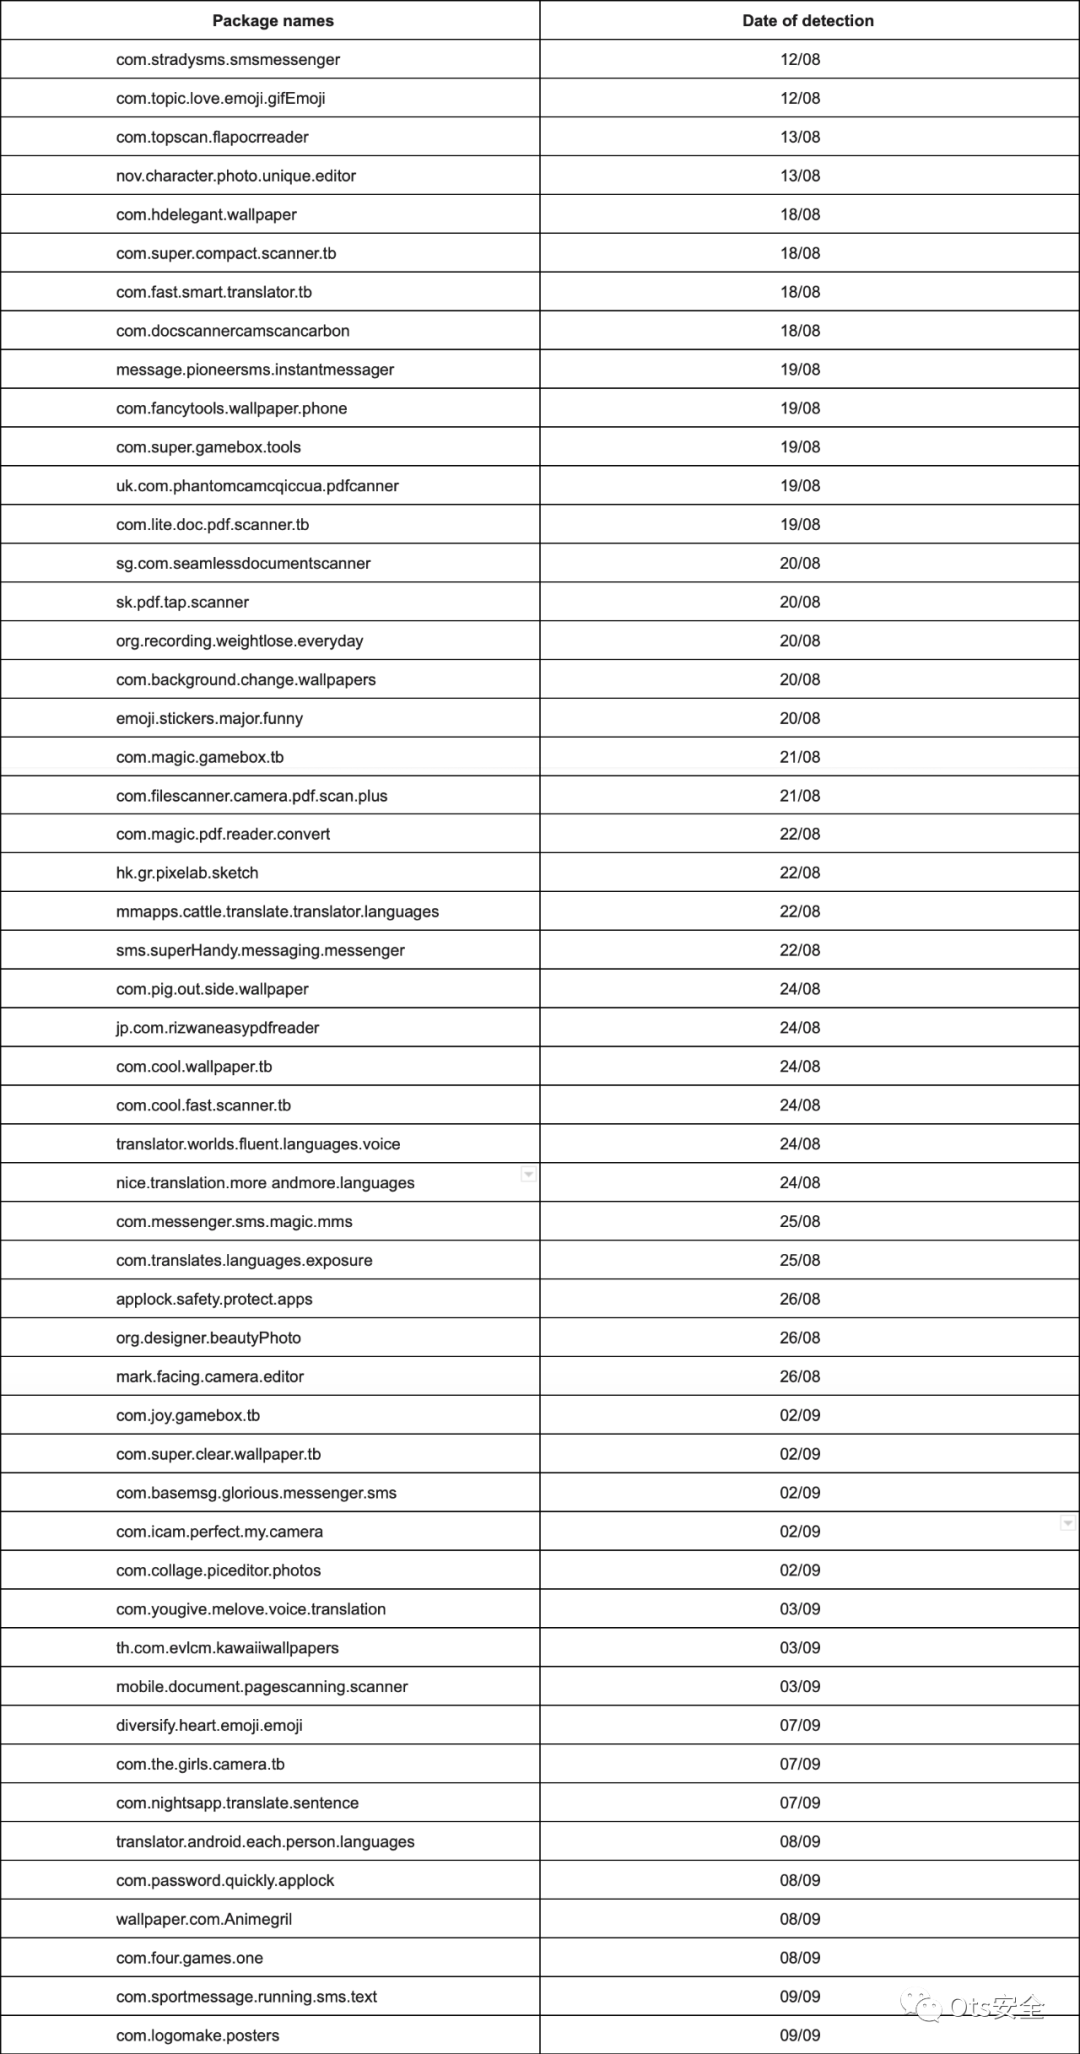 Package names Date of detection
com.stradysms.smsmessenger 12/08
com.topic.love.emoji.gifEmoji 12/08
com.topscan.flapocrreader 13/08
nov.character.photo.unique.editor 13/08
com.hdelegant.wallpaper 18/08
com.super.compact.scanner.tb 18/08
com.fast.smart.translator.tb 18/08
com.docscannercamscancarbon 18/08
message.pioneersms.instantmessager 19/08
com.fancytools.wallpaper.phone 19/08
com.super.gamebox.tools 19/08
uk.com.phantomcamcqiccua.pdfcanner 19/08
com.lite.doc.pdf.scanner.tb 19/08
sg.com.seamlessdocumentscanner 20/08
sk.pdf.tap.scanner 20/08
org.recording.weightlose.everyday 20/08
com.background.change.wallpapers 20/08
emoji.stickers.major.funny 20/08
com.magic.gamebox.tb 21/08
com.filescanner.camera.pdf.scan.plus 21/08
com.magic.pdf.reader.convert 22/08
hk.gr.pixelab.sketch 22/08
mmapps.cattle.translate.translator.languages 22/08
sms.superHandy.messaging.messenger 22/08
com.pig.out.side.wallpaper 24/08
jp.com.rizwaneasypdfreader 24/08
com.cool.wallpaper.tb 24/08
com.cool.fast.scanner.tb 24/08
translator.worlds.fluent.languages.voice 24/08
nice.translation.more andmore.languages 24/08
com.messenger.sms.magic.mms 25/08
com.translates.languages.exposure 25/08
applock.safety.protect.apps 26/08
org.designer.beautyPhoto 26/08
mark.facing.camera.editor 26/08
com.joy.gamebox.tb 02/09
com.super.clear.wallpaper.tb 02/09
com.basemsg.glorious.messenger.sms 02/09
com.icam.perfect.my.camera 02/09
com.collage.piceditor.photos 02/09
com.yougive.melove.voice.translation 03/09
th.com.evlcm.kawaiiwallpapers 03/09
mobile.document.pagescanning.scanner 03/09
diversify.heart.emoji.emoji 07/09
com.the.girls.camera.tb 07/09
com.nightsapp.translate.sentence 07/09
translator.android.each.person.languages 08/09
com.password.quickly.applock 08/09
wallpaper.com.Animegril 08/09
com.four.games.one 08/09
com.sportmessage.running.sms.text 09/09
Ots安全
com.logomake.posters 09/09